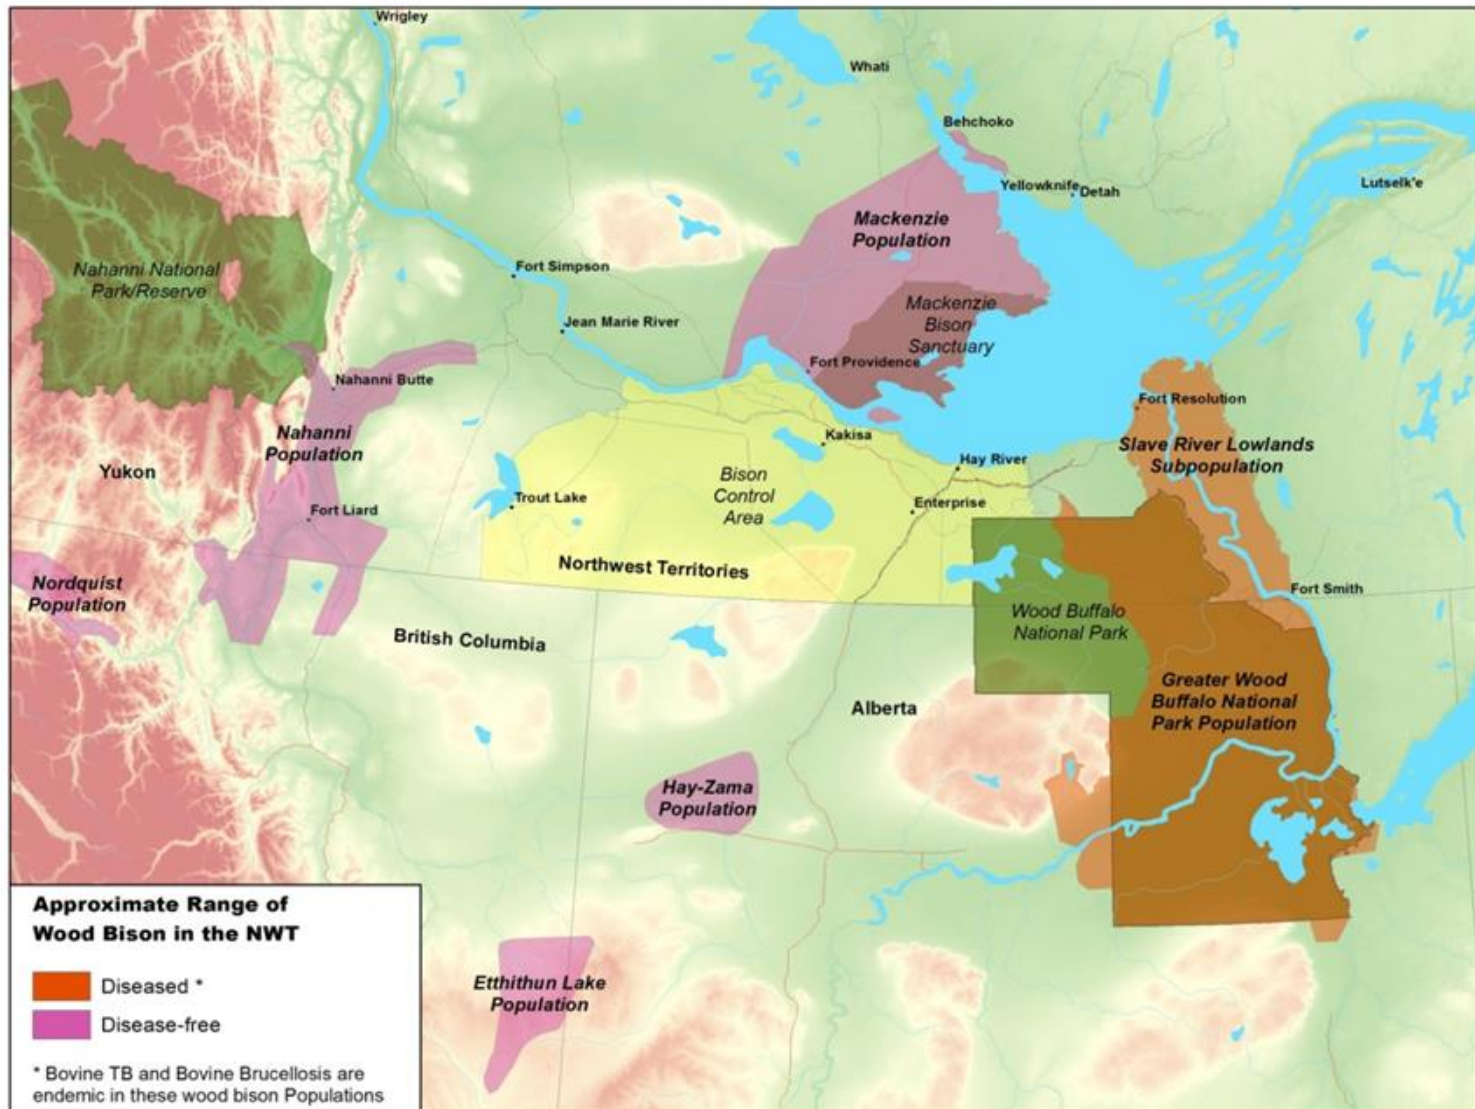 Wrigley
Whati
Behchoko
Yellowknife
Detah
Lutselk'e
Mackenzie
Population
Nahanni National
Park/Reserve
Fort Simpson
Mackenzie
Bison
Sanctuary
Jean Marie River
Fort Providence
Nahanni Butte
Fort Resolution
Nahanni
Population
Kakisa
Slave River Lowlands
Subpopulation
Yukon
Hay River
Bison
Control
Area
Trout Lake
Enterprise
Fort Liard
Northwest Territories
Nordquist
Population
Fort Smith
Wood Buffalo
National Park
British Columbia
Greater Wood
Buffalo National
Park Population
Alberta
Hay-Zama
Population
Etthithun Lake
Population
Approximate Range of
Wood Bison in the NWT
Diseased *
Disease-free
* Bovine TB and Bovine Brucellosis are
endemic in these wood bison Populations